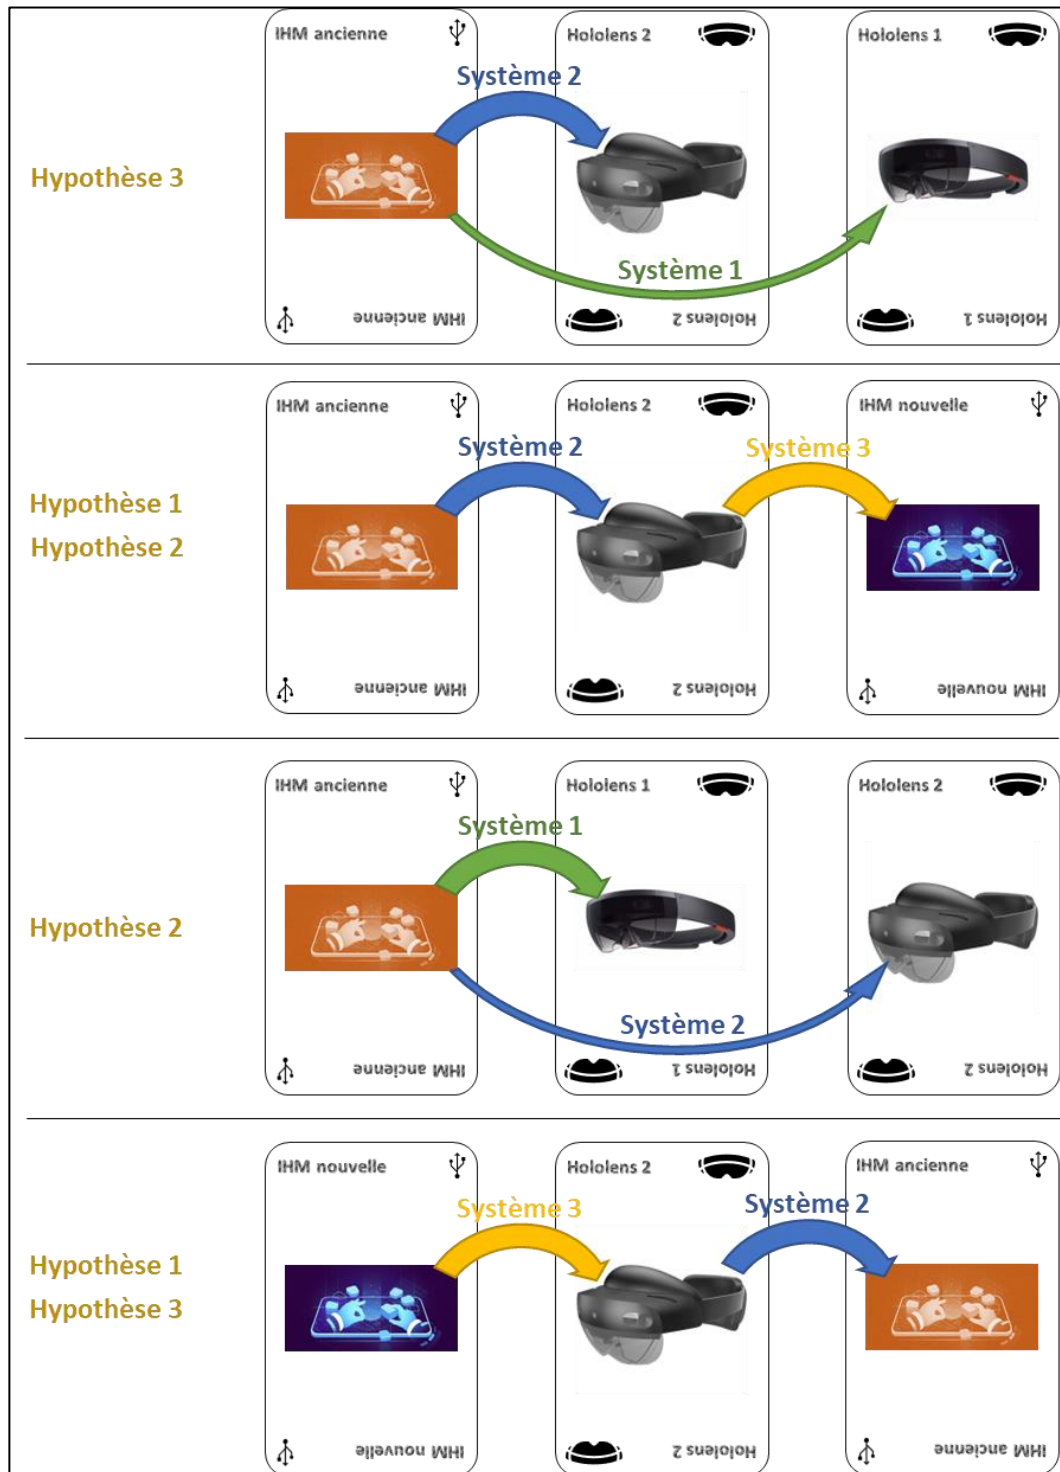 IHM ancienne
Hololens 2
Hololens 1
Système 2
Hypothèse 3
Système 1
IHM ancienne
Hololens 2
Hololens 1
IHM ancienne
Hololens 2
IHM nouvelle
Système 2
Système 3
Hypothèse 1
Hypothèse 2
IHM ancienne
Hololens 2
IHM nouvelle
IHM ancienne
Hololens 1
Hololens 2
Système 1
Hypothèse 2
Système 2
IHM ancienne
Hololens 1
Hololens 2
IHM nouvelle
Hololens 2
IHM ancienne
Système 3
Système 2
Hypothèse 1
Hypothèse 3
IHM nouvelle
Hololens 2
IHM ancienne